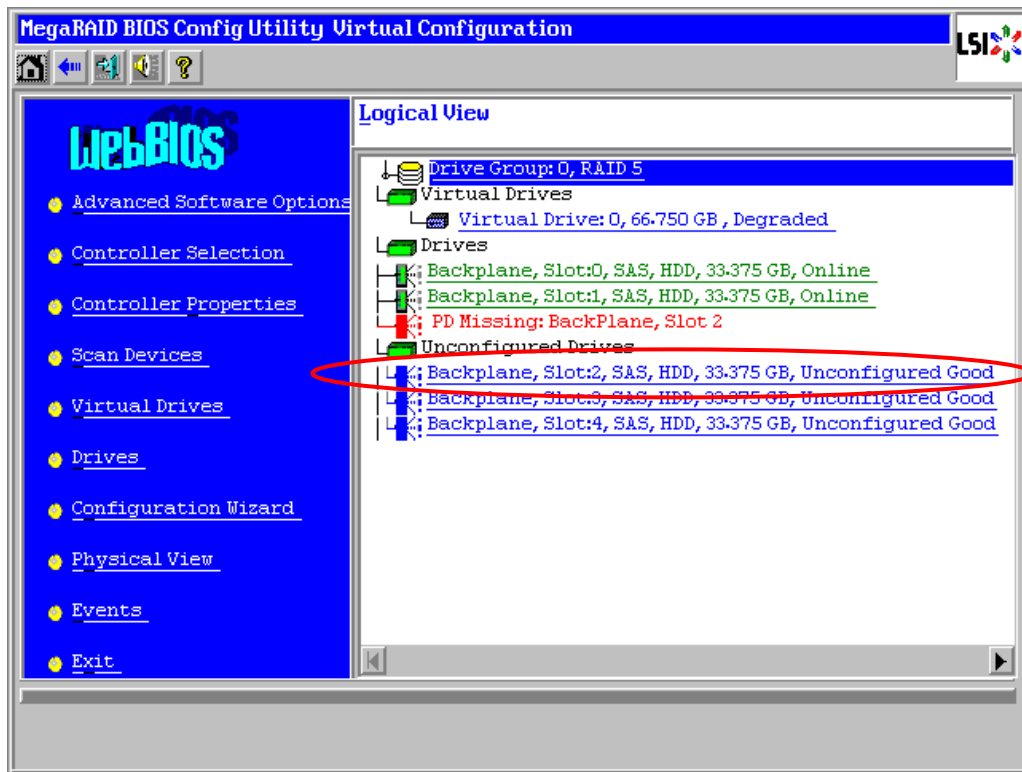 MegaRAID BIOS Config Utility Virtual Configuration
LSI
WebBIOS
Advanced Software Options
Controller Selection
Controller Properties
Scan Devices
Virtual Drives
Drives
Configuration Wizard
Physical View
Events
Exit
Logical View
Drive Group: 0, RAID 5
Virtual Drives
Virtual Drive: 0, 66.750 GB , Degraded
Drives
Backplane, Slot:0, SAS, HDD, 33.375 GB, Online
Backplane, Slot:1, SAS, HDD, 33.375 GB, Online
PD Missing: BackPlane, Slot 2
Unconfigured Drives
Backplane, Slot:2, SAS, HDD, 33.375 GB, Unconfigured Good
Backplane, Slot:3, SAS, HDD, 33.375 GB, Unconfigured Good
Backplane, Slot:4, SAS, HDD, 33.375 GB, Unconfigured Good